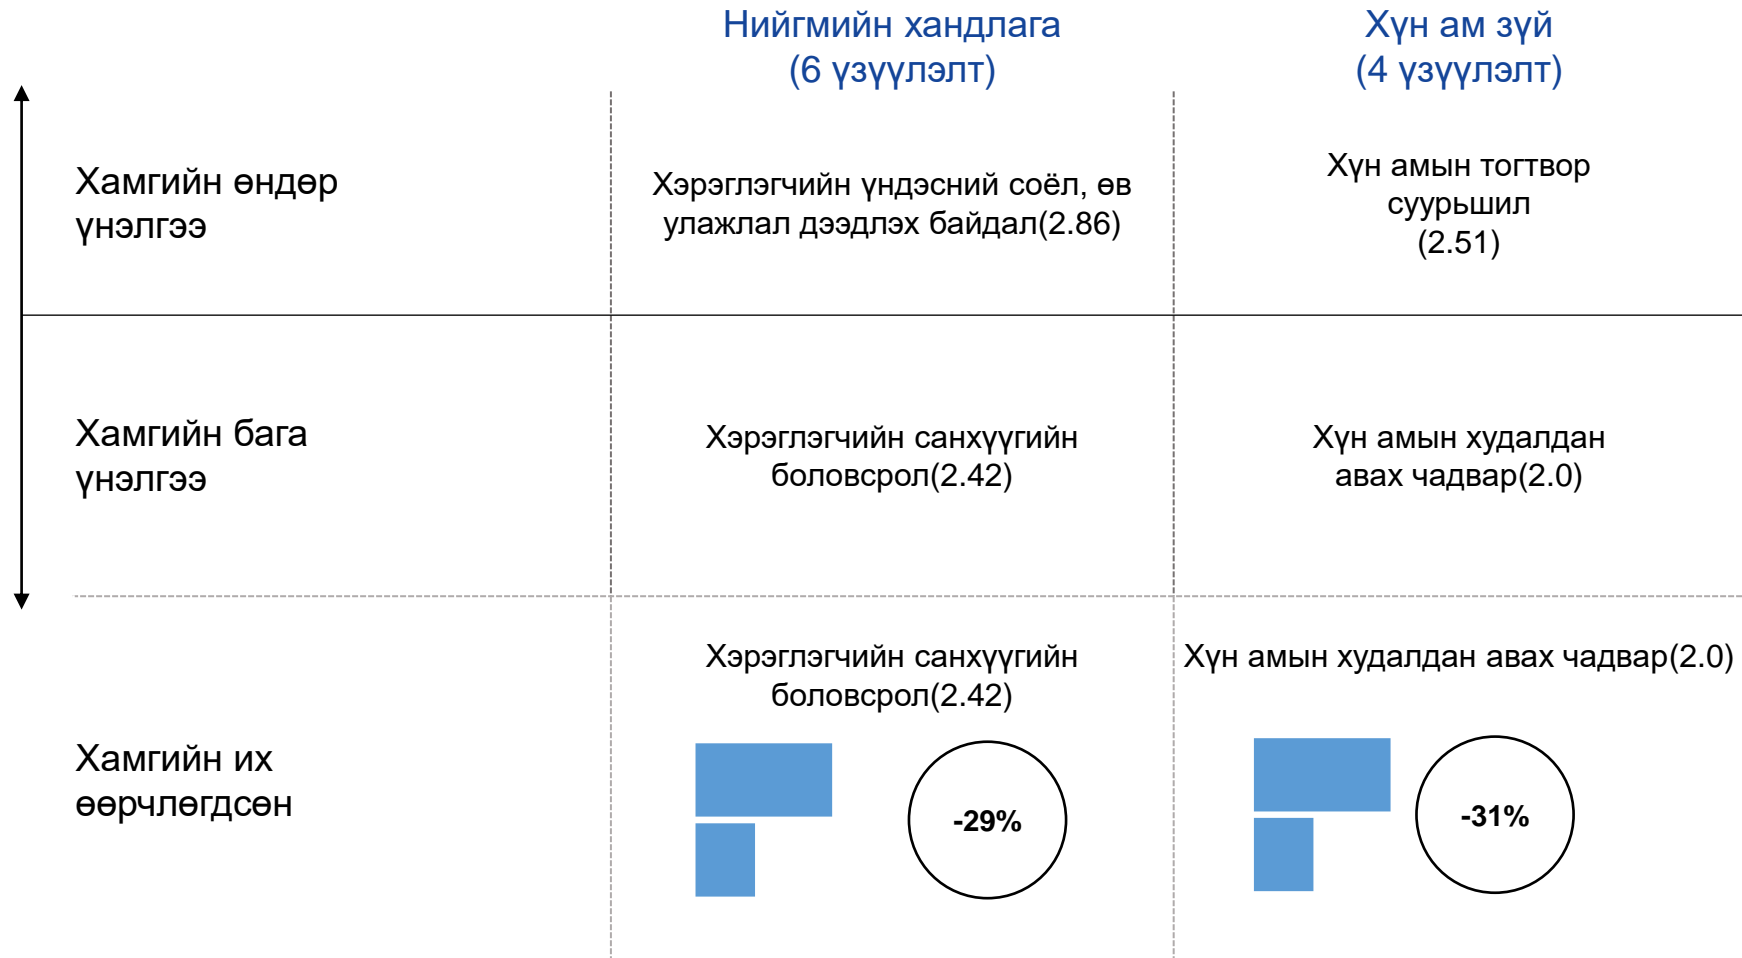 Нийгмийн хандлага
(6 үзүүлэлт)
Хүн ам зүй
(4 үзүүлэлт)
Хамгийн өндөр
үнэлгээ
Хэрэглэгчийн үндэсний соёл, өв
улажлал дээдлэх байдал(2.86)
Хүн амын тогтвор
суурьшил
(2.51)
Хамгийн бага
үнэлгээ
Хэрэглэгчийн санхүүгийн
боловсрол(2.42)
Хүн амын худалдан
авах чадвар(2.0)
Хамгийн их
өөрчлөгдсөн
Хэрэглэгчийн санхүүгийн
боловсрол(2.42)
-29%
Хүн амын худалдан авах чадвар(2.0)
-31%